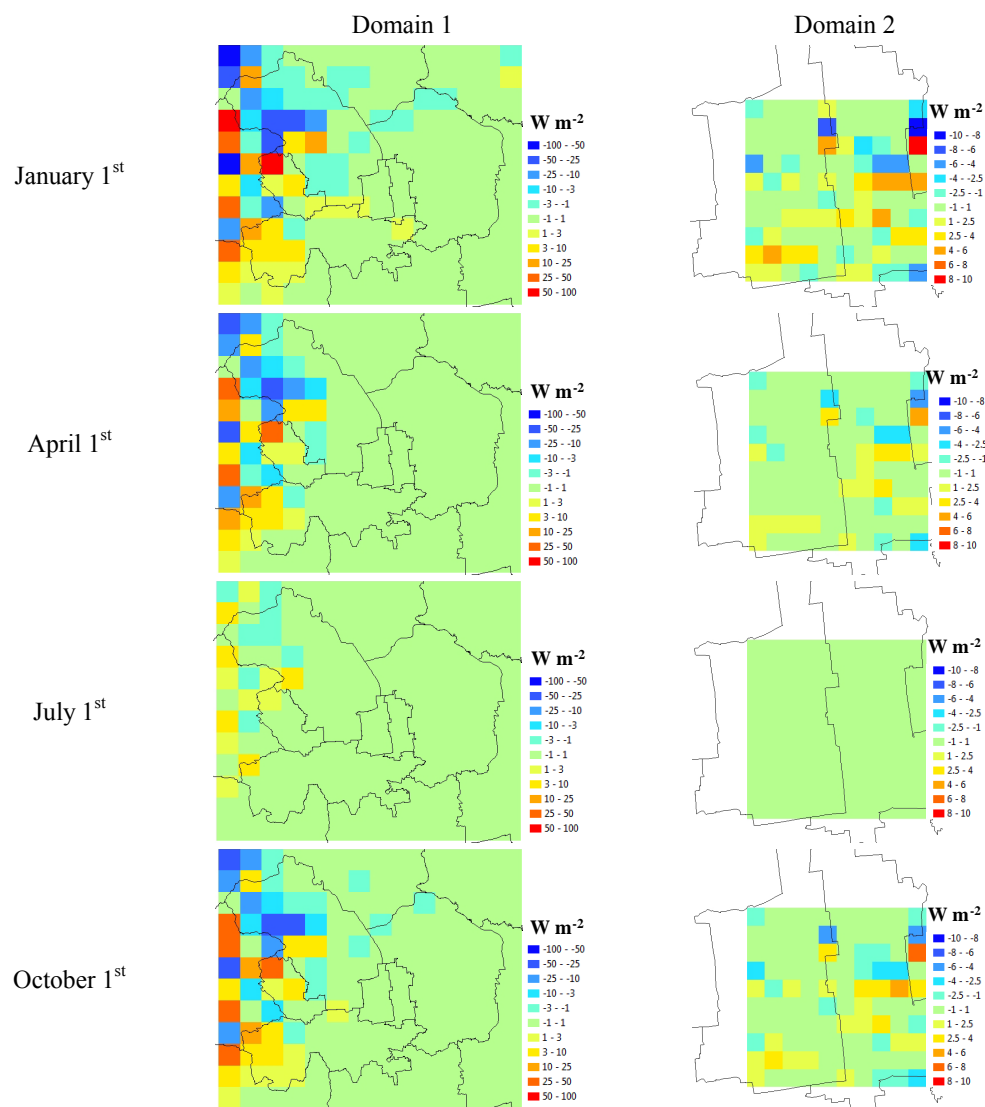 Domain 1
Domain 2
January 1st
W m-2
-100 - -50
-50 - -25
-25 - -10
-10 - -3
-3 - -1
-1 - 1
1 - 3
3 - 10
10 - 25
25 - 50
50 - 100
W m-2
-10 - -8
-8 - -6
-6 - -4
-4 - -2.5
-2.5 - -1
-1 - 1
1 - 2.5
2.5 - 4
4 - 6
6 - 8
8 - 10
April 1st
W m-2
-100 - -50
-50 - -25
-25 - -10
-10 - -3
-3 - -1
-1 - 1
1 - 3
3 - 10
10 - 25
25 - 50
50 - 100
W m-2
-10 - -8
-8 - -6
-6 - -4
-4 - -2.5
-2.5 - -1
-1 - 1
1 - 2.5
2.5 - 4
4 - 6
6 - 8
8 - 10
July 1st
W m-2
-100 - -50
-50 - -25
-25 - -10
-10 - -3
-3 - -1
-1 - 1
1 - 3
3 - 10
10 - 25
25 - 50
50 - 100
W m-2
-10 - -8
-8 - -6
-6 - -4
-4 - -2.5
-2.5 - -1
-1 - 1
1 - 2.5
2.5 - 4
4 - 6
6 - 8
8 - 10
October 1st
W m-2
-100 - -50
-50 - -25
-25 - -10
-10 - -3
-3 - -1
-1 - 1
1 - 3
3 - 10
10 - 25
25 - 50
50 - 100
W m-2
-10 - -8
-8 - -6
-6 - -4
-4 - -2.5
-2.5 - -1
-1 - 1
1 - 2.5
2.5 - 4
4 - 6
6 - 8
8 - 10